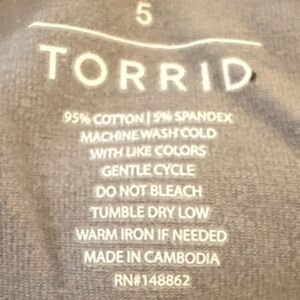 5
TORRID
95% COTTON | 5% SPANDEX
MACHINE WASH COLD
WITH LIKE COLORS
GENTLE CYCLE
DO NOT BLEACH
TUMBLE DRY LOW
WARM IRON IF NEEDED
MADE IN CAMBODIA
RN#148862